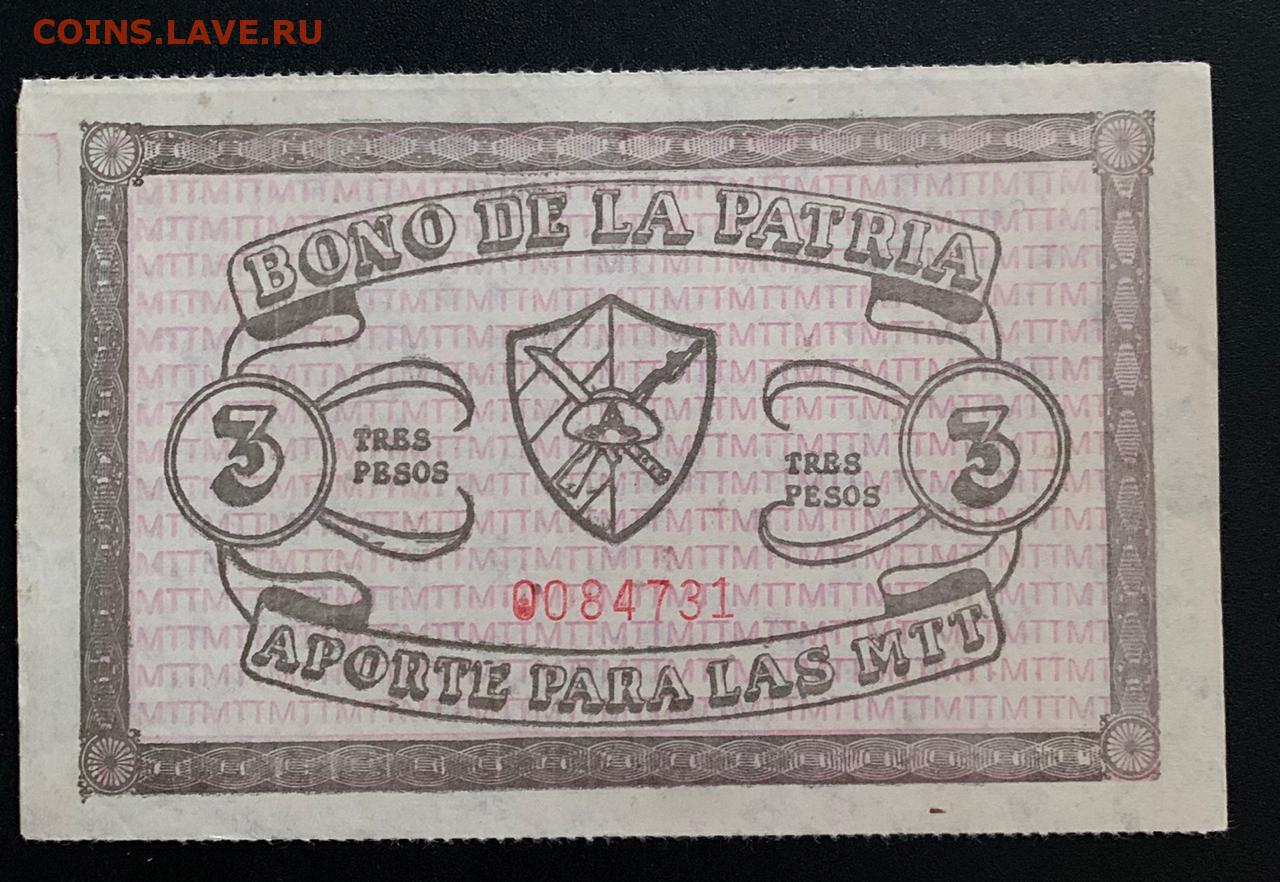 COINS.LAVE.RU
BONO DE LA PATRIA
3
TRES
PESOS
3
TRES
PESOS
0084731
APORTE PARA LAS MTT